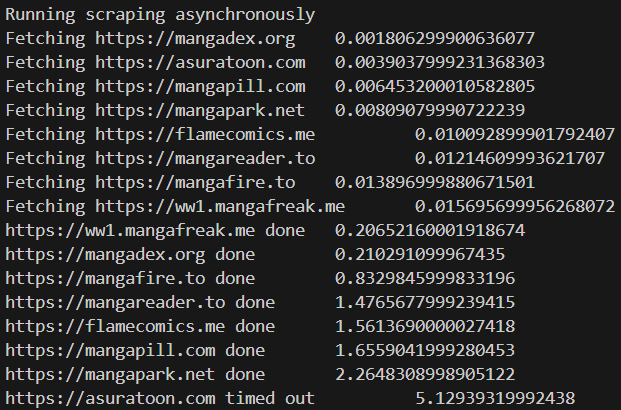 Running scraping asynchronously
Fetching https://mangadex.org 0.001806299900636077
Fetching https://asuratoon.com 0.0039037999231368303
Fetching https://mangapill.com 0.006453200010582805
Fetching https://mangapark.net 0.00809079990722239
Fetching https://flamecomics.me 0.010092899901792407
Fetching https://mangareader.to 0.01214609993621707
Fetching https://mangafire.to 0.013896999880671501
Fetching https://ww1.mangafreak.me 0.015695699956268072
https://ww1.mangafreak.me done 0.20652160001918674
https://mangadex.org done 0.210291099967435
https://mangafire.to done 0.8329845999833196
https://mangareader.to done 1.4765677999239415
https://flamecomics.me done 1.5613690000027418
https://mangapill.com done 1.6559041999280453
https://mangapark.net done 2.2648308998905122
https://asuratoon.com timed out 5.12939319992438